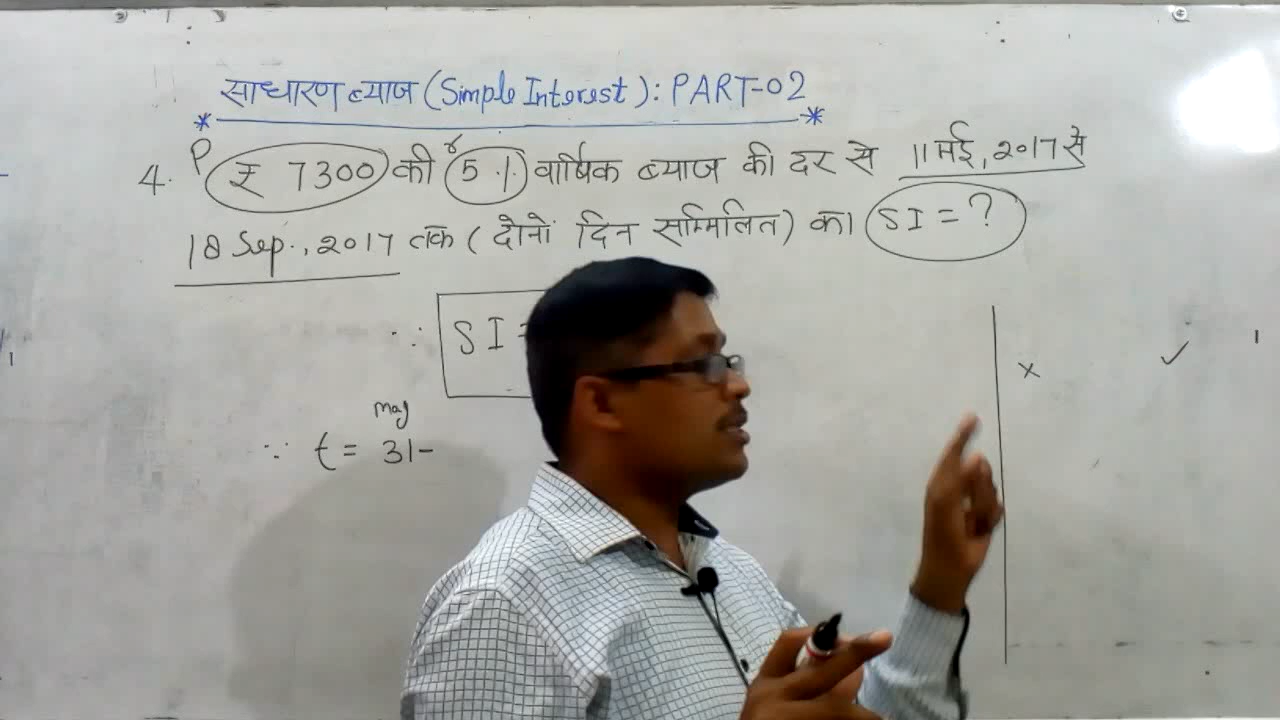 साधारण ब्याज (Simple Interest): PART-02
4. P ₹ 7300 की r 5% वार्षिक ब्याज की दर से 11 मई, 2017 से
18 Sep., 2017 तक (दोनों दिन सम्मिलित) का SI = ?
∵ SI =
x ✓ 1
may
∵ t = 31-